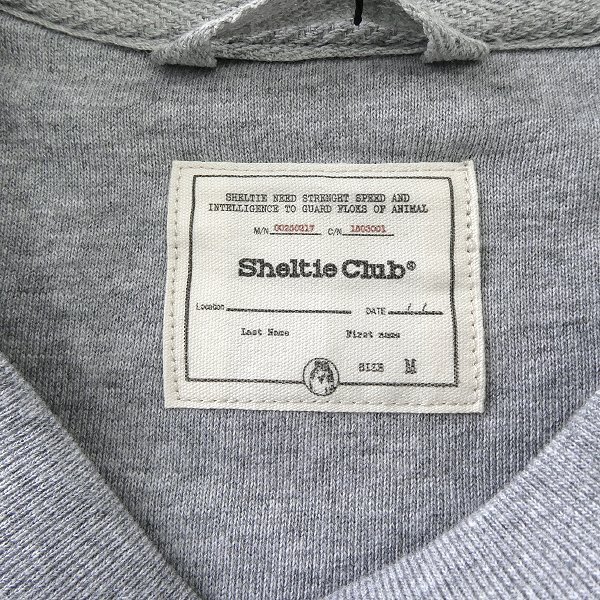 SHELTIE NEED STRENGHT SPEED AND
INTELLIGENCE TO GUARD FLOKS OF ANIMAL
M/N 00250217 C/N 1503001
Sheltie Club®
Location DATE / /
Last Name First name
SIZE M